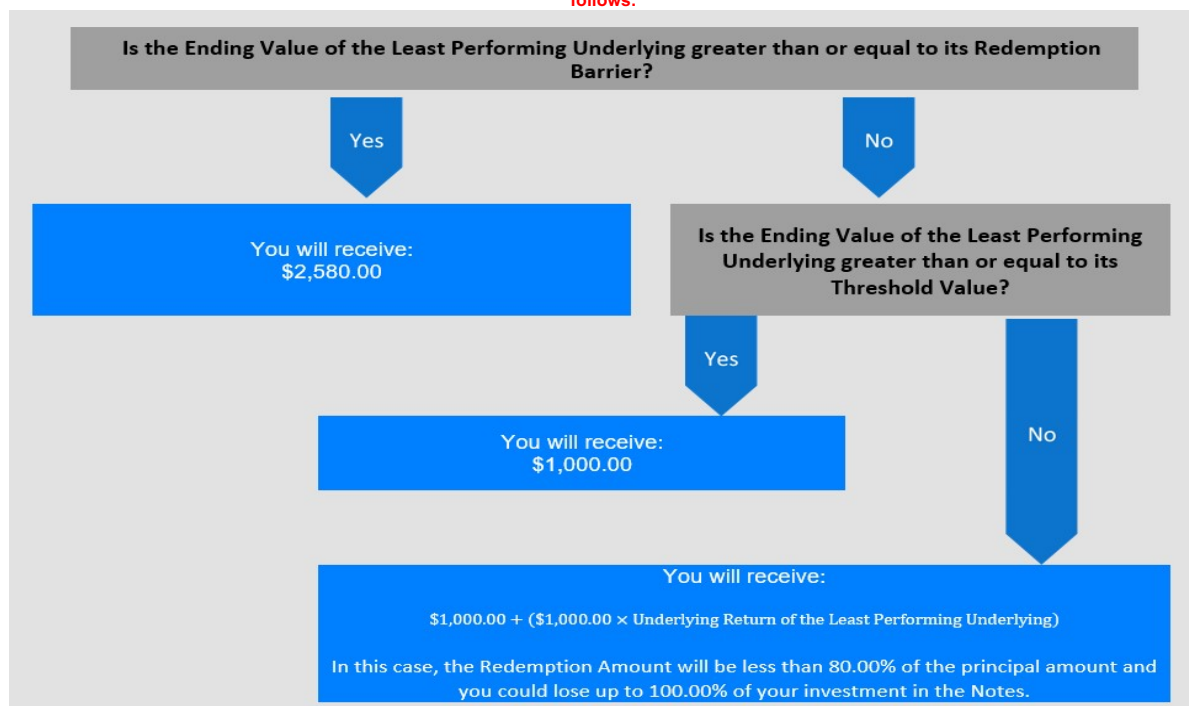 follows:
Is the Ending Value of the Least Performing Underlying greater than or equal to its Redemption
Barrier?
Yes
No
You will receive:
$2,580.00
Is the Ending Value of the Least Performing
Underlying greater than or equal to its
Threshold Value?
Yes
No
You will receive:
$1,000.00
You will receive:
$1,000.00 + ($1,000.00 × Underlying Return of the Least Performing Underlying)
In this case, the Redemption Amount will be less than 80.00% of the principal amount and
you could lose up to 100.00% of your investment in the Notes.